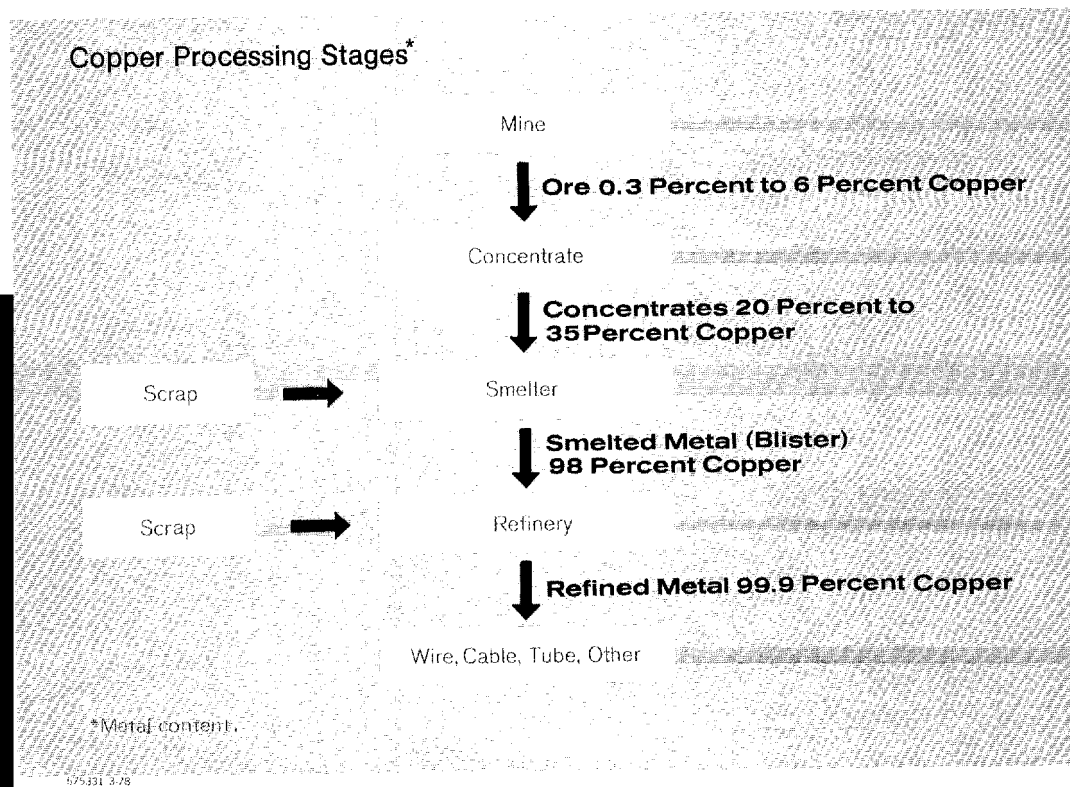 Copper Processing Stages*
Mine
Ore 0.3 Percent to 6 Percent Copper
Concentrate
Concentrates 20 Percent to
35 Percent Copper
Scrap
Smelter
Smelted Metal (Blister)
98 Percent Copper
Scrap
Refinery
Refined Metal 99.9 Percent Copper
Wire, Cable, Tube, Other
*Metal content.
575331 3-78